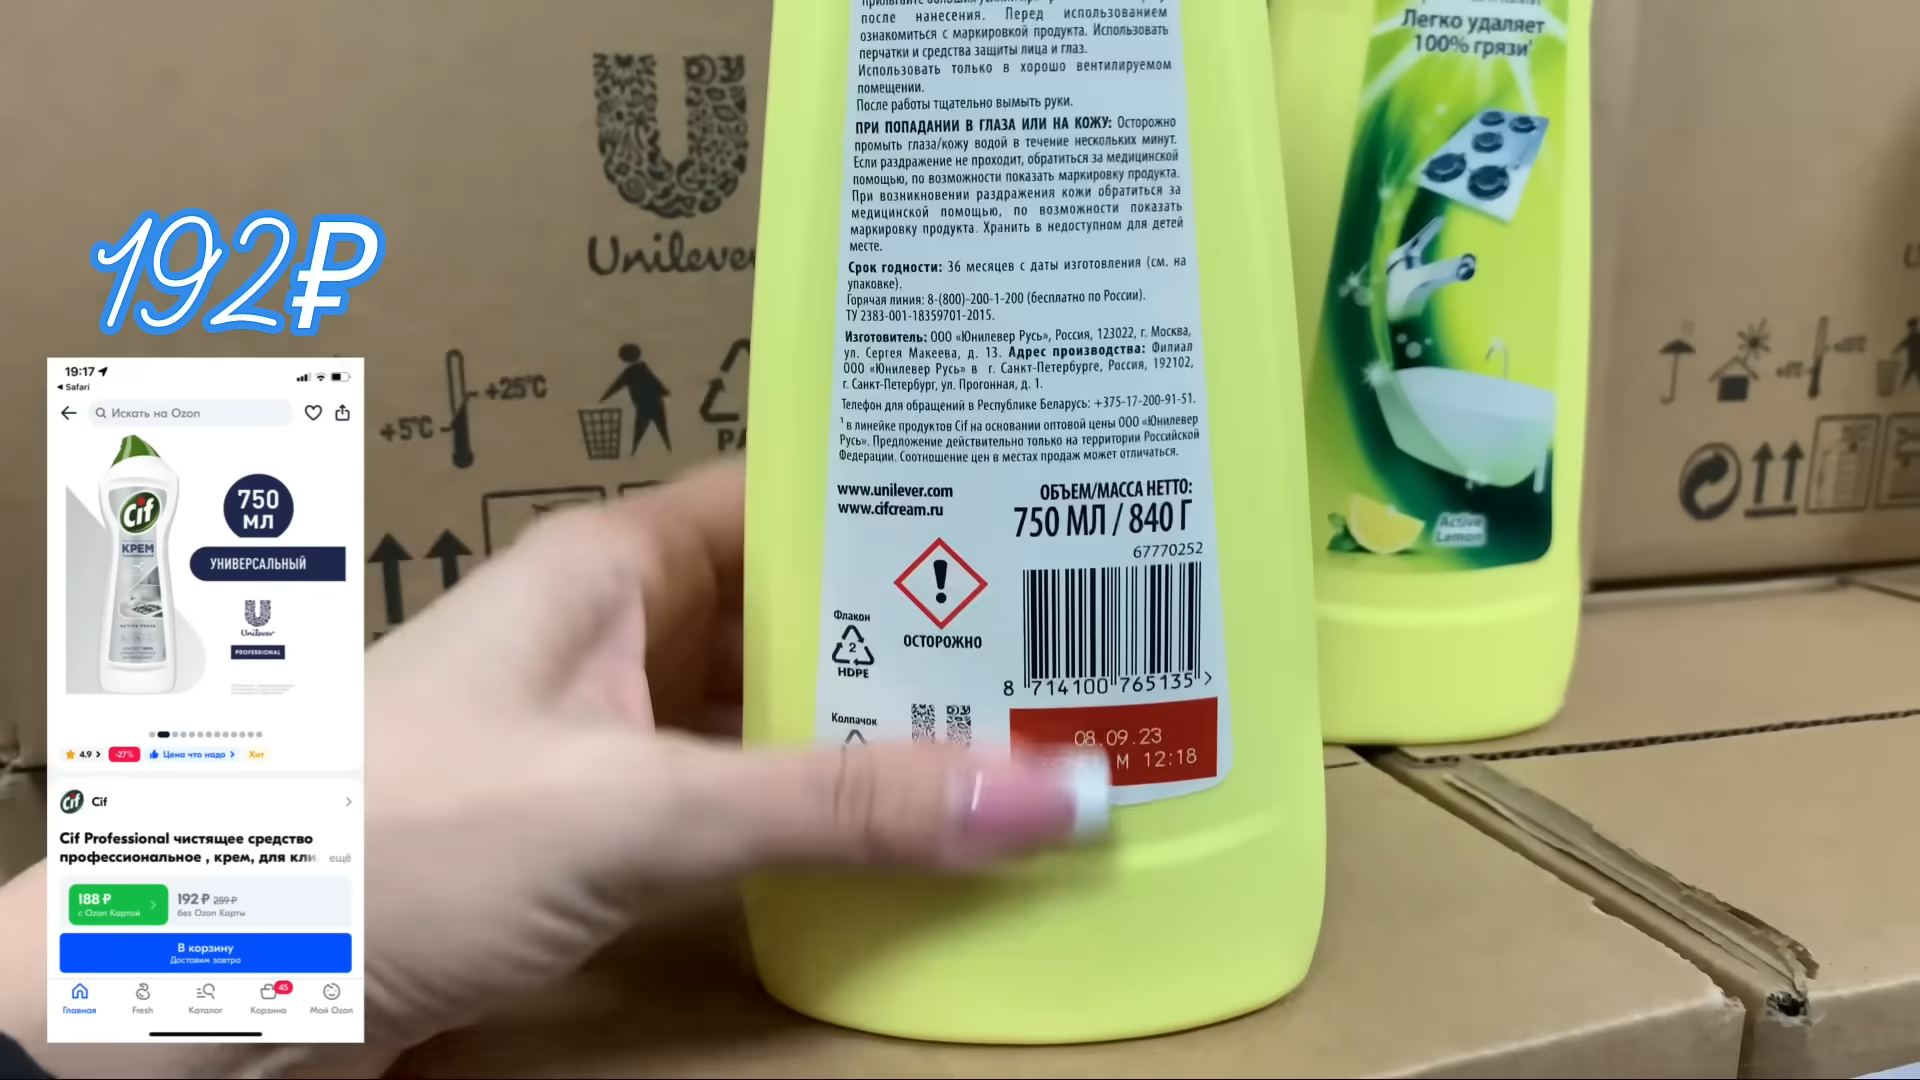 192₽
19:17
Safari
Искать на Ozon
Cif
КРЕМ
750
МЛ
УНИВЕРСАЛЬНЫЙ
Unilever
PROFESSIONAL
4.9
-27%
Цена что надо
Хит
Cif
Cif Professional чистящее средство
профессиональное , крем, для кли
ещё
188 ₽
с Ozon Картой
192 ₽ 259 ₽
без Ozon Карты
В корзину
Доставим завтра
45
Главная
Fresh
Каталог
Корзина
Мой Ozon
Unilever
+5°C
+25°C
PA
после нанесения. Перед использованием
ознакомиться с маркировкой продукта. Использовать
перчатки и средства защиты лица и глаз.
Использовать только в хорошо вентилируемом
помещении.
После работы тщательно вымыть руки.
ПРИ ПОПАДАНИИ В ГЛАЗА ИЛИ НА КОЖУ: Осторожно
промыть глаза/кожу водой в течение нескольких минут.
Если раздражение не проходит, обратиться за медицинской
помощью, по возможности показать маркировку продукта.
При возникновении раздражения кожи обратиться за
медицинской помощью, по возможности показать
маркировку продукта. Хранить в недоступном для детей
месте.
Срок годности: 36 месяцев с даты изготовления (см. на
упаковке).
Горячая линия: 8-(800)-200-1-200 (бесплатно по России).
ТУ 2383-001-18359701-2015.
Изготовитель: ООО «Юнилевер Русь», Россия, 123022, г. Москва,
ул. Сергея Макеева, д. 13. Адрес производства: Филиал
ООО «Юнилевер Русь» в г. Санкт-Петербурге, Россия, 192102,
г. Санкт-Петербург, ул. Прогонная, д. 1.
Телефон для обращений в Республике Беларусь: +375-17-200-91-51.
¹ в линейке продуктов Cif на основании оптовой цены ООО «Юнилевер
Русь». Предложение действительно только на территории Российской
Федерации. Соотношение цен в местах продаж может отличаться.
www.unilever.com
www.cifcream.ru
ОБЪЕМ/МАССА НЕТТО:
750 МЛ / 840 Г
67770252
Флакон
2
HDPE
ОСТОРОЖНО
8 714100 765135
Колпачок
08.09.23
М 12:18
Легко удаляет
100% грязи¹
Active
Lemon